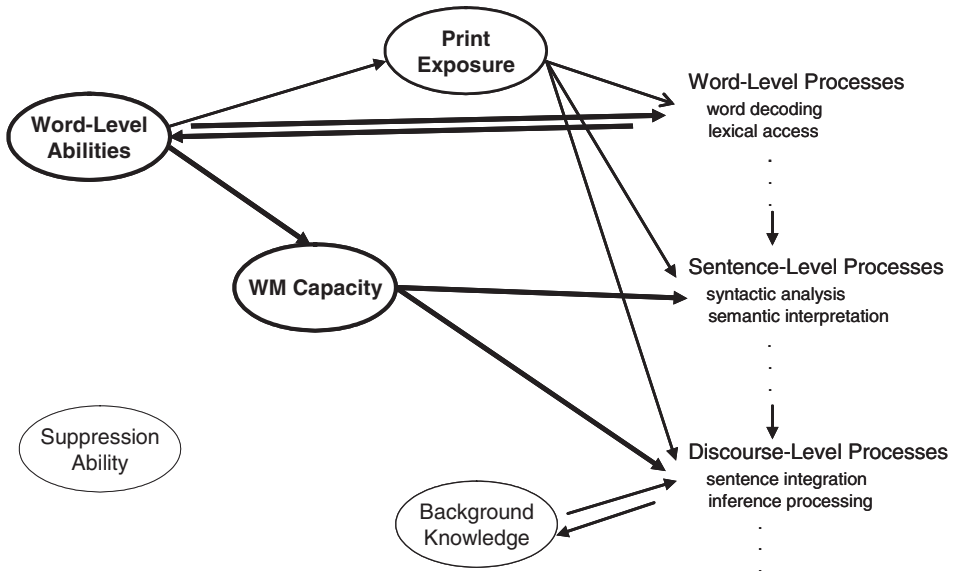 Print
Exposure
Word-Level
Abilities
Word-Level Processes
word decoding
lexical access
WM Capacity
Sentence-Level Processes
syntactic analysis
semantic interpretation
Suppression
Ability
Discourse-Level Processes
sentence integration
inference processing
Background
Knowledge